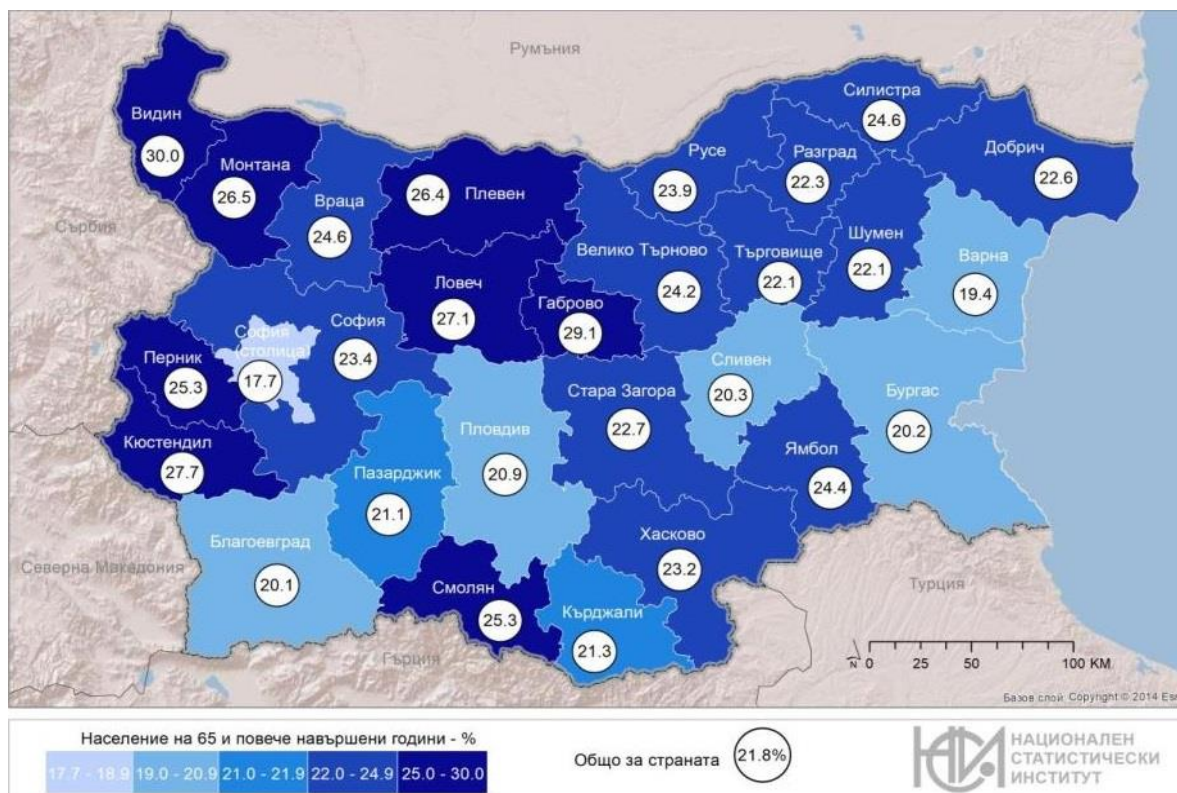 Румъния
Силистра
24.6
Видин
30.0
Монтана
26.5
Враца
24.6
26.4
Плевен
Русе
23.9
Разград
22.3
Добрич
22.6
Сърбия
Велико Търново
24.2
Търговище
22.1
Шумен
22.1
Варна
19.4
Ловеч
27.1
Габрово
29.1
София
(столица)
17.7
София
23.4
Перник
25.3
Сливен
20.3
Бургас
20.2
Стара Загора
22.7
Кюстендил
27.7
Пловдив
20.9
Ямбол
24.4
Пазарджик
21.1
Хасково
23.2
Благоевград
20.1
Северна Македония
Смолян
25.3
Кърджали
21.3
Турция
Гърция
N
0 25 50 100 KM
Базов слой: Copyright © 2014 Esr
Население на 65 и повече навършени години - %
17.7 - 18.9 19.0 - 20.9 21.0 - 21.9 22.0 - 24.9 25.0 - 30.0
Общо за страната 21.8%
НСИ
НАЦИОНАЛЕН
СТАТИСТИЧЕСКИ
ИНСТИТУТ